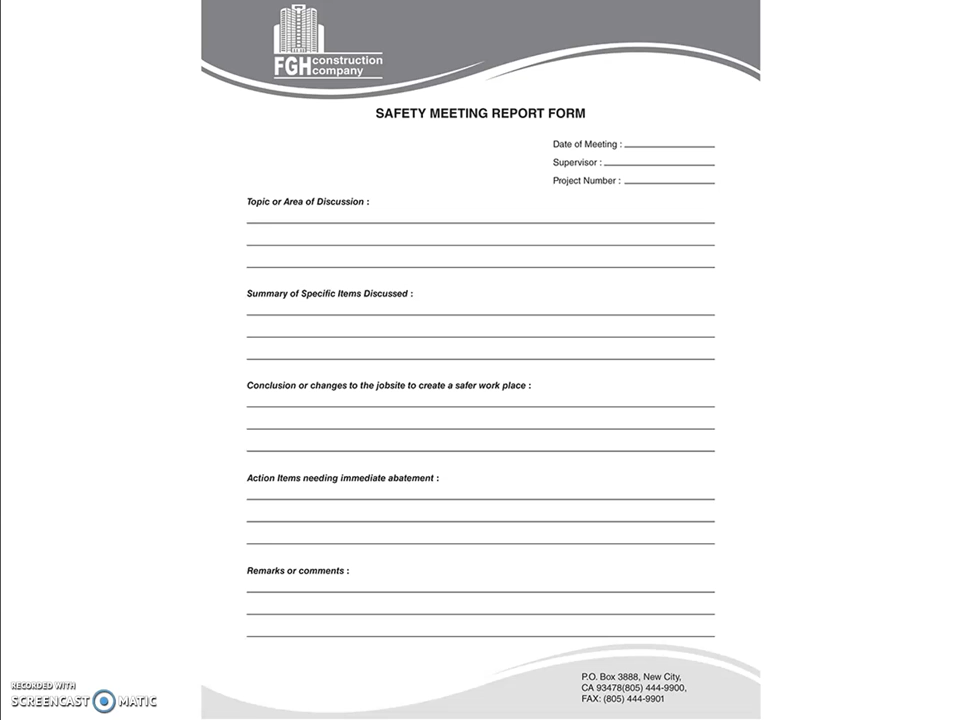 FGH construction
company
SAFETY MEETING REPORT FORM
Date of Meeting :
Supervisor :
Project Number :
Topic or Area of Discussion :
Summary of Specific Items Discussed :
Conclusion or changes to the jobsite to create a safer work place :
Action Items needing immediate abatement :
Remarks or comments :
P.O. Box 3888, New City,
CA 93478(805) 444-9900,
FAX: (805) 444-9901
RECORDED WITH
SCREENCAST MATIC